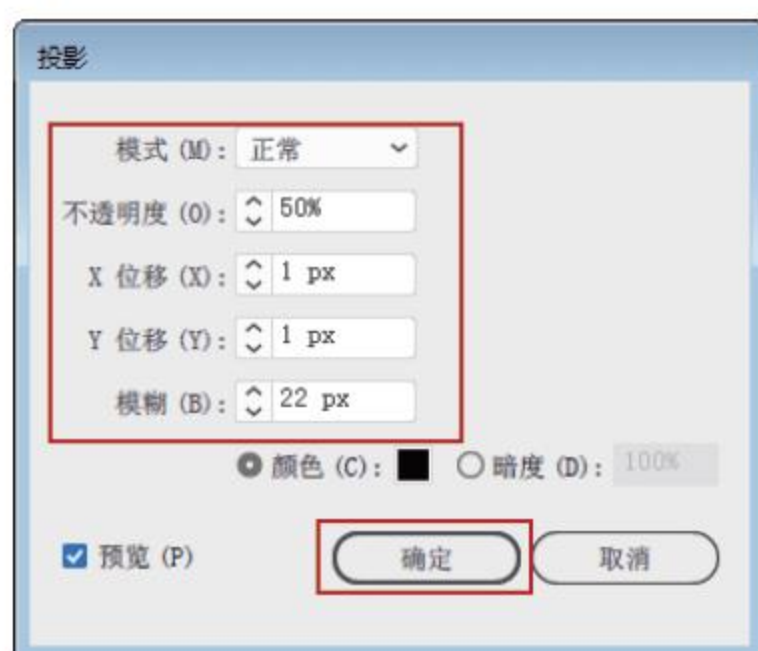 投影
模式 (M): 正常
不透明度 (O): 50%
X 位移 (X): 1 px
Y 位移 (Y): 1 px
模糊 (B): 22 px
颜色 (C): 暗度 (D): 100%
预览 (P) 确定 取消